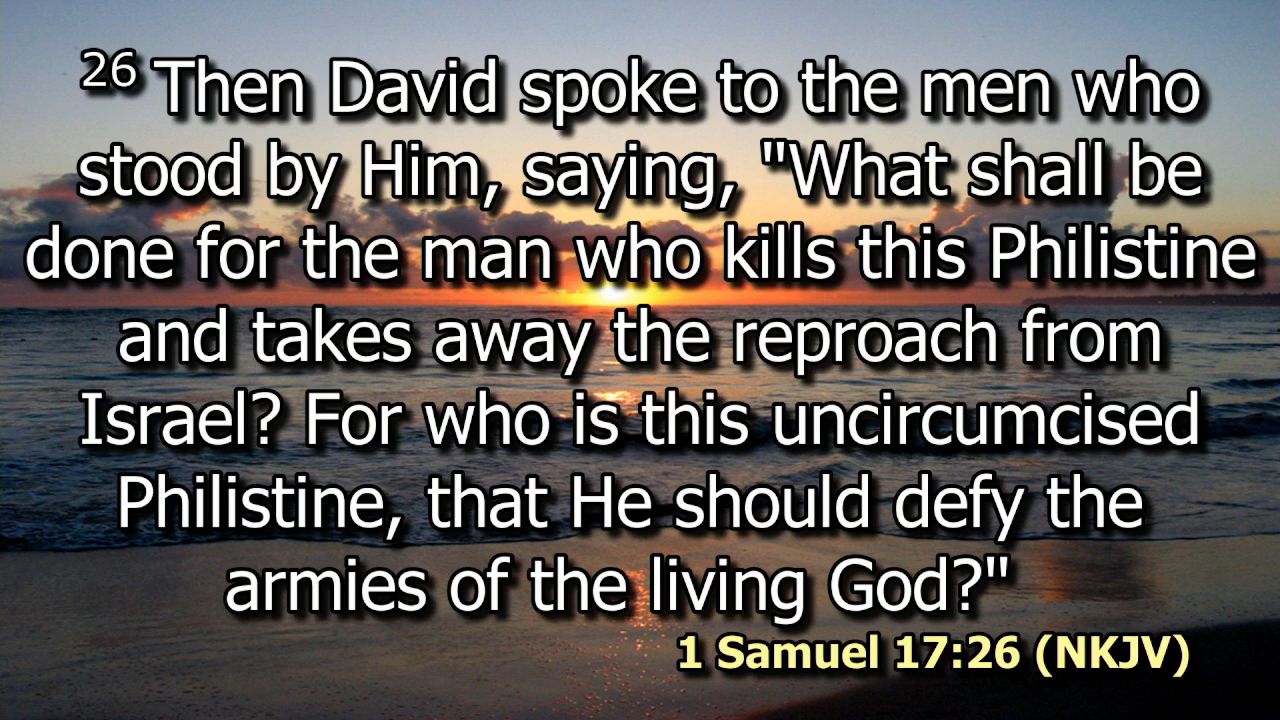 26 Then David spoke to the men who
stood by Him, saying, "What shall be
done for the man who kills this Philistine
and takes away the reproach from
Israel? For who is this uncircumcised
Philistine, that He should defy the
armies of the living God?"
1 Samuel 17:26 (NKJV)